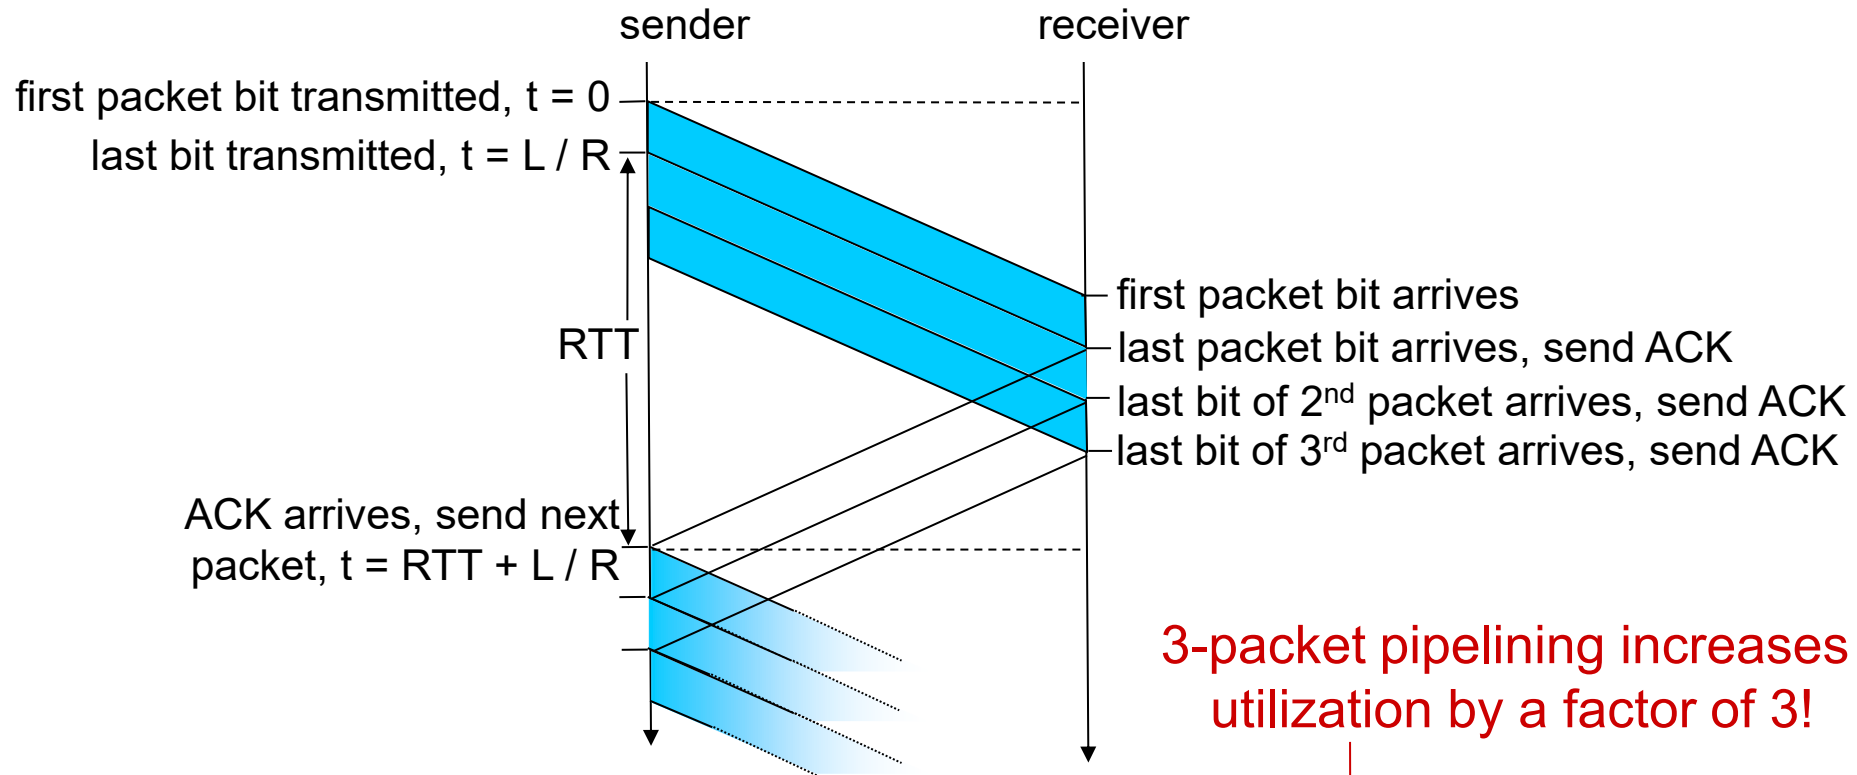 sender
receiver
first packet bit transmitted, t = 0
last bit transmitted, t = L / R
first packet bit arrives
RTT
last packet bit arrives, send ACK
last bit of 2nd packet arrives, send ACK
last bit of 3rd packet arrives, send ACK
ACK arrives, send next
packet, t = RTT + L / R
3-packet pipelining increases
utilization by a factor of 3!